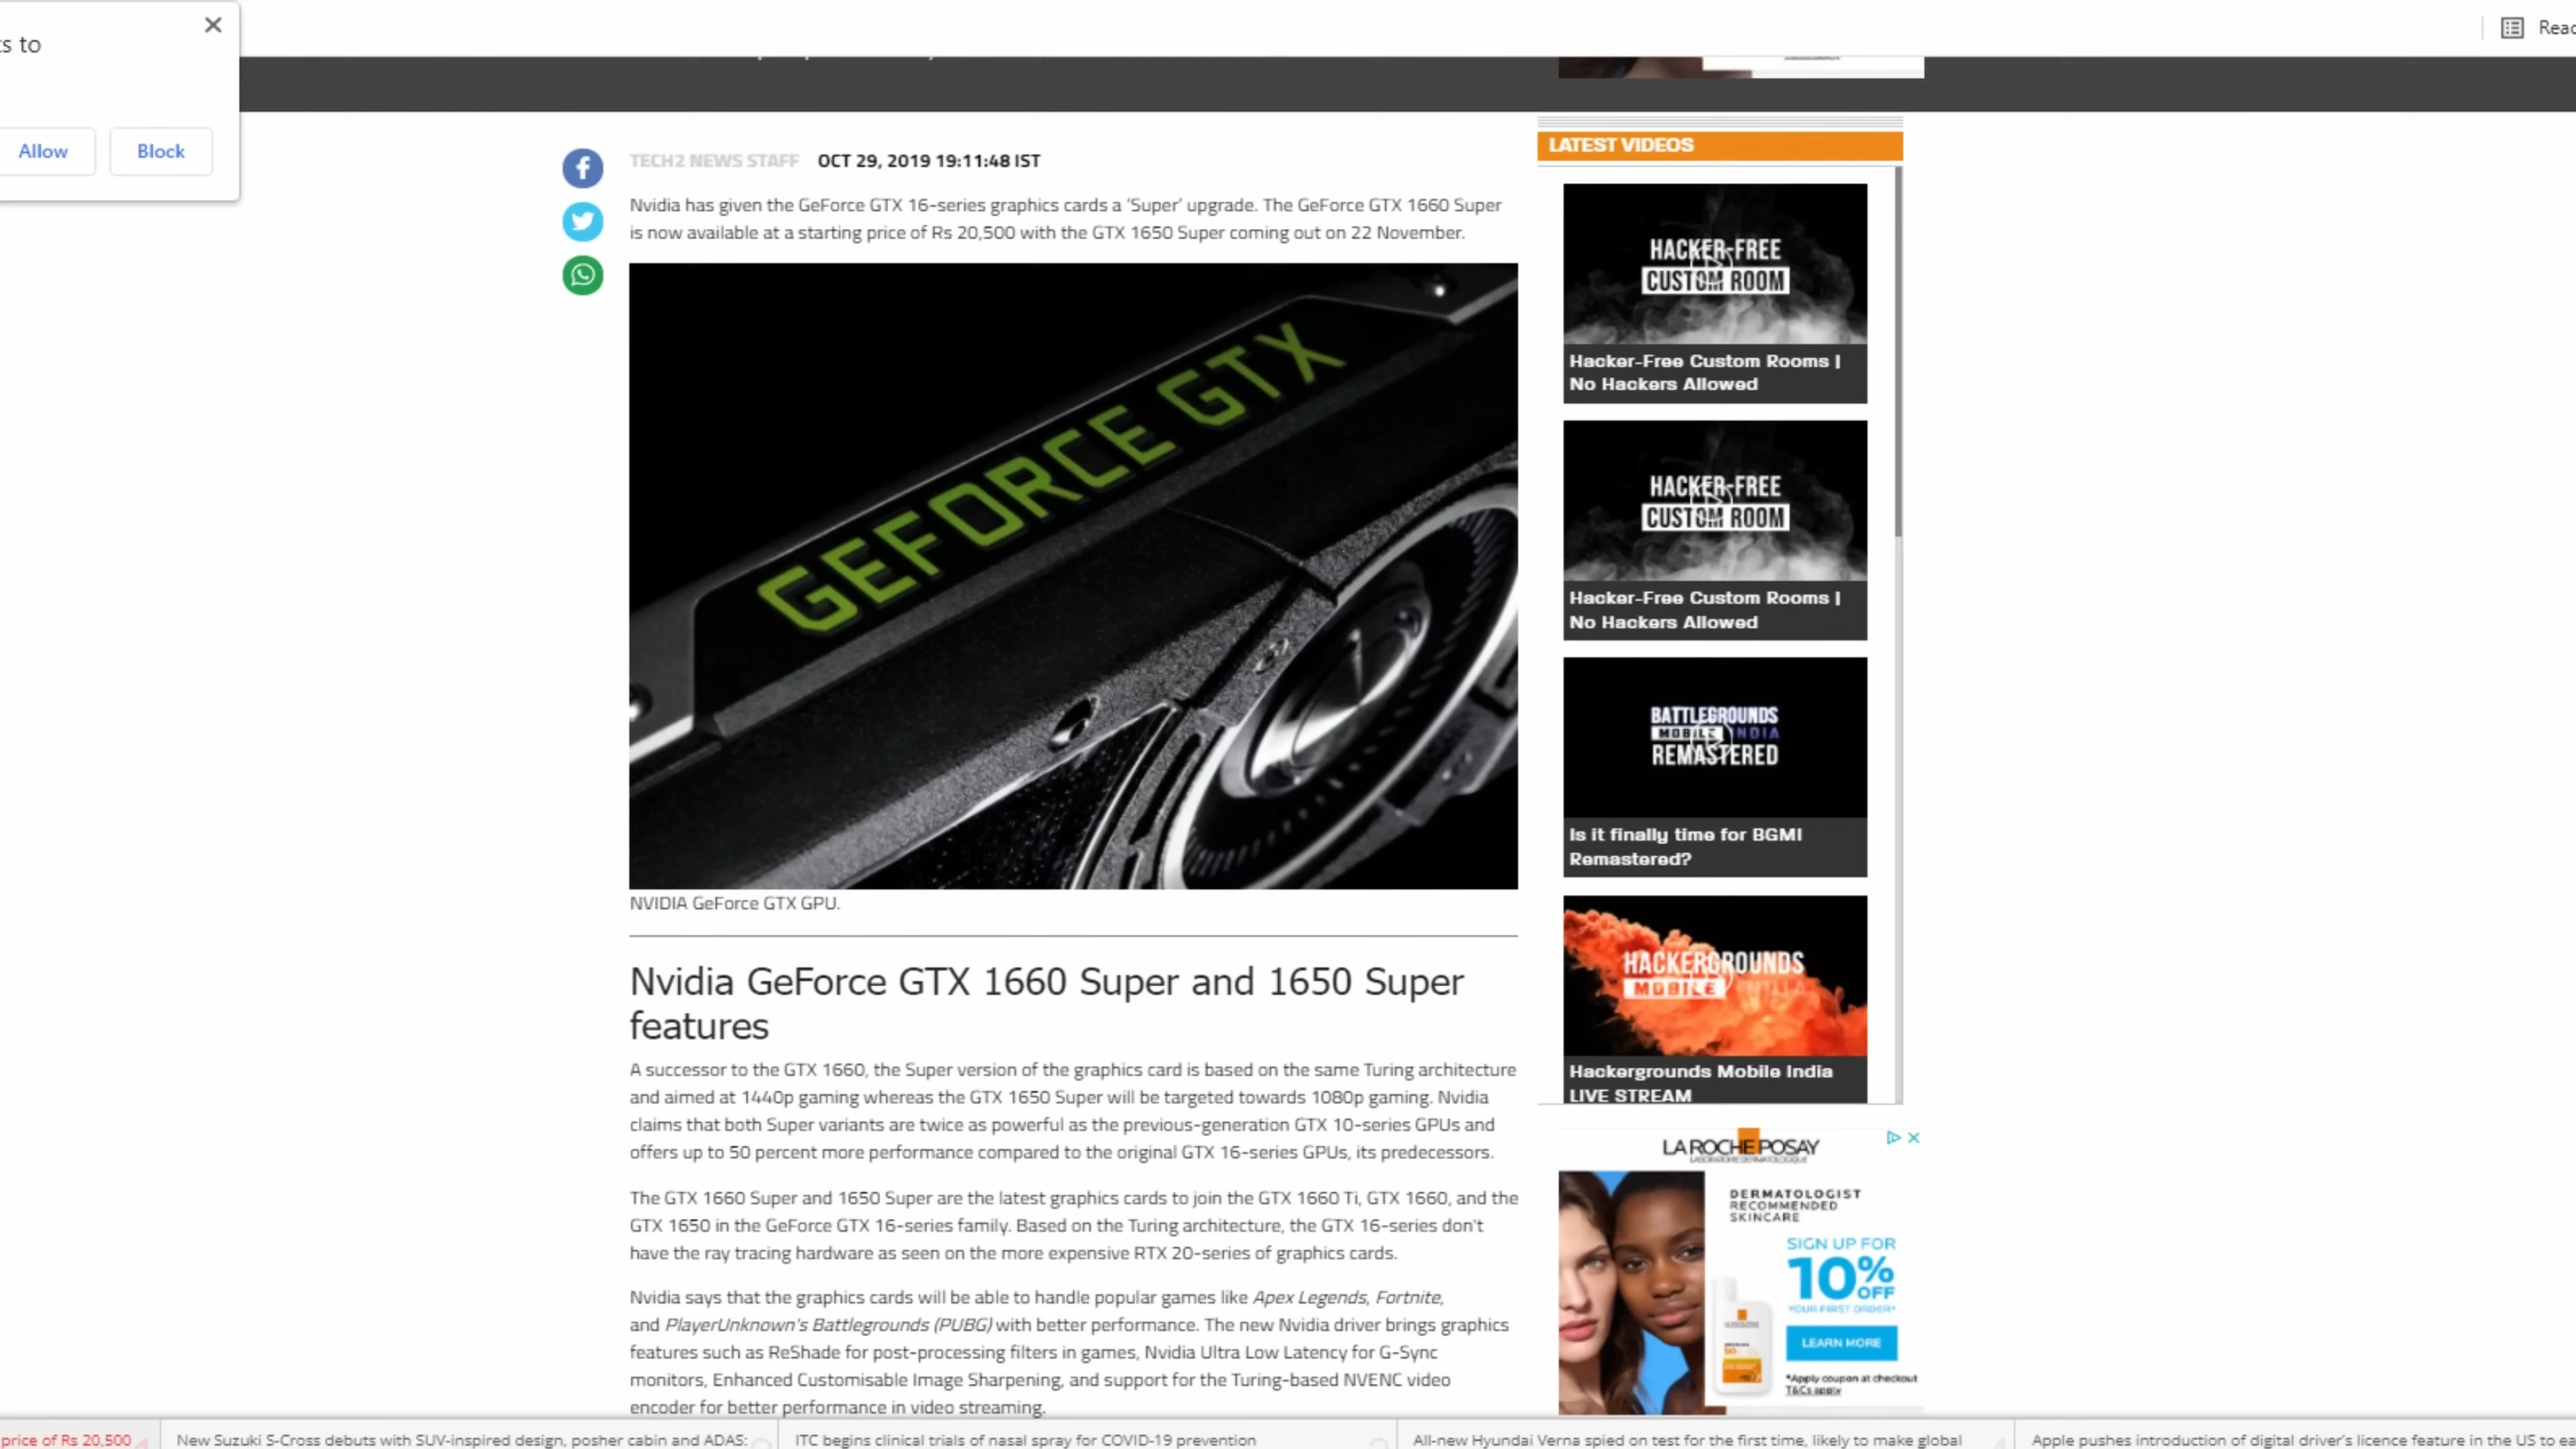 ts to
Allow
Block
TECH2 NEWS STAFF OCT 29, 2019 19:11:48 IST
Nvidia has given the GeForce GTX 16-series graphics cards a 'Super' upgrade. The GeForce GTX 1660 Super
is now available at a starting price of Rs 20,500 with the GTX 1650 Super coming out on 22 November.
GEFORCE GTX
NVIDIA GeForce GTX GPU.
Nvidia GeForce GTX 1660 Super and 1650 Super
features
A successor to the GTX 1660, the Super version of the graphics card is based on the same Turing architecture
and aimed at 1440p gaming whereas the GTX 1650 Super will be targeted towards 1080p gaming. Nvidia
claims that both Super variants are twice as powerful as the previous-generation GTX 10-series GPUs and
offers up to 50 percent more performance compared to the original GTX 16-series GPUs, its predecessors.
The GTX 1660 Super and 1650 Super are the latest graphics cards to join the GTX 1660 Ti, GTX 1660, and the
GTX 1650 in the GeForce GTX 16-series family. Based on the Turing architecture, the GTX 16-series don't
have the ray tracing hardware as seen on the more expensive RTX 20-series of graphics cards.
Nvidia says that the graphics cards will be able to handle popular games like Apex Legends, Fortnite,
and PlayerUnknown's Battlegrounds (PUBG) with better performance. The new Nvidia driver brings graphics
features such as ReShade for post-processing filters in games, Nvidia Ultra Low Latency for G-Sync
monitors, Enhanced Customisable Image Sharpening, and support for the Turing-based NVENC video
encoder for better performance in video streaming.
Reac
LATEST VIDEOS
HACKER-FREE
CUSTOM ROOM
Hacker-Free Custom Rooms |
No Hackers Allowed
HACKER-FREE
CUSTOM ROOM
Hacker-Free Custom Rooms |
No Hackers Allowed
BATTLEGROUNDS
MOBILE INDIA
REMASTERED
Is it finally time for BGMI
Remastered?
HACKERGROUNDS
MOBILE INDIA
Hackergrounds Mobile India
LIVE STREAM
LA ROCHE POSAY
LABORATOIRE DERMATOLOGIQUE
DERMATOLOGIST
RECOMMENDED
SKINCARE
SIGN UP FOR
10% OFF
YOUR FIRST ORDER*
LEARN MORE
*Apply coupon at checkout
T&Cs apply
price of Rs 20,500
New Suzuki S-Cross debuts with SUV-inspired design, posher cabin and ADAS:
ITC begins clinical trials of nasal spray for COVID-19 prevention
All-new Hyundai Verna spied on test for the first time, likely to make global
Apple pushes introduction of digital driver's licence feature in the US to ea